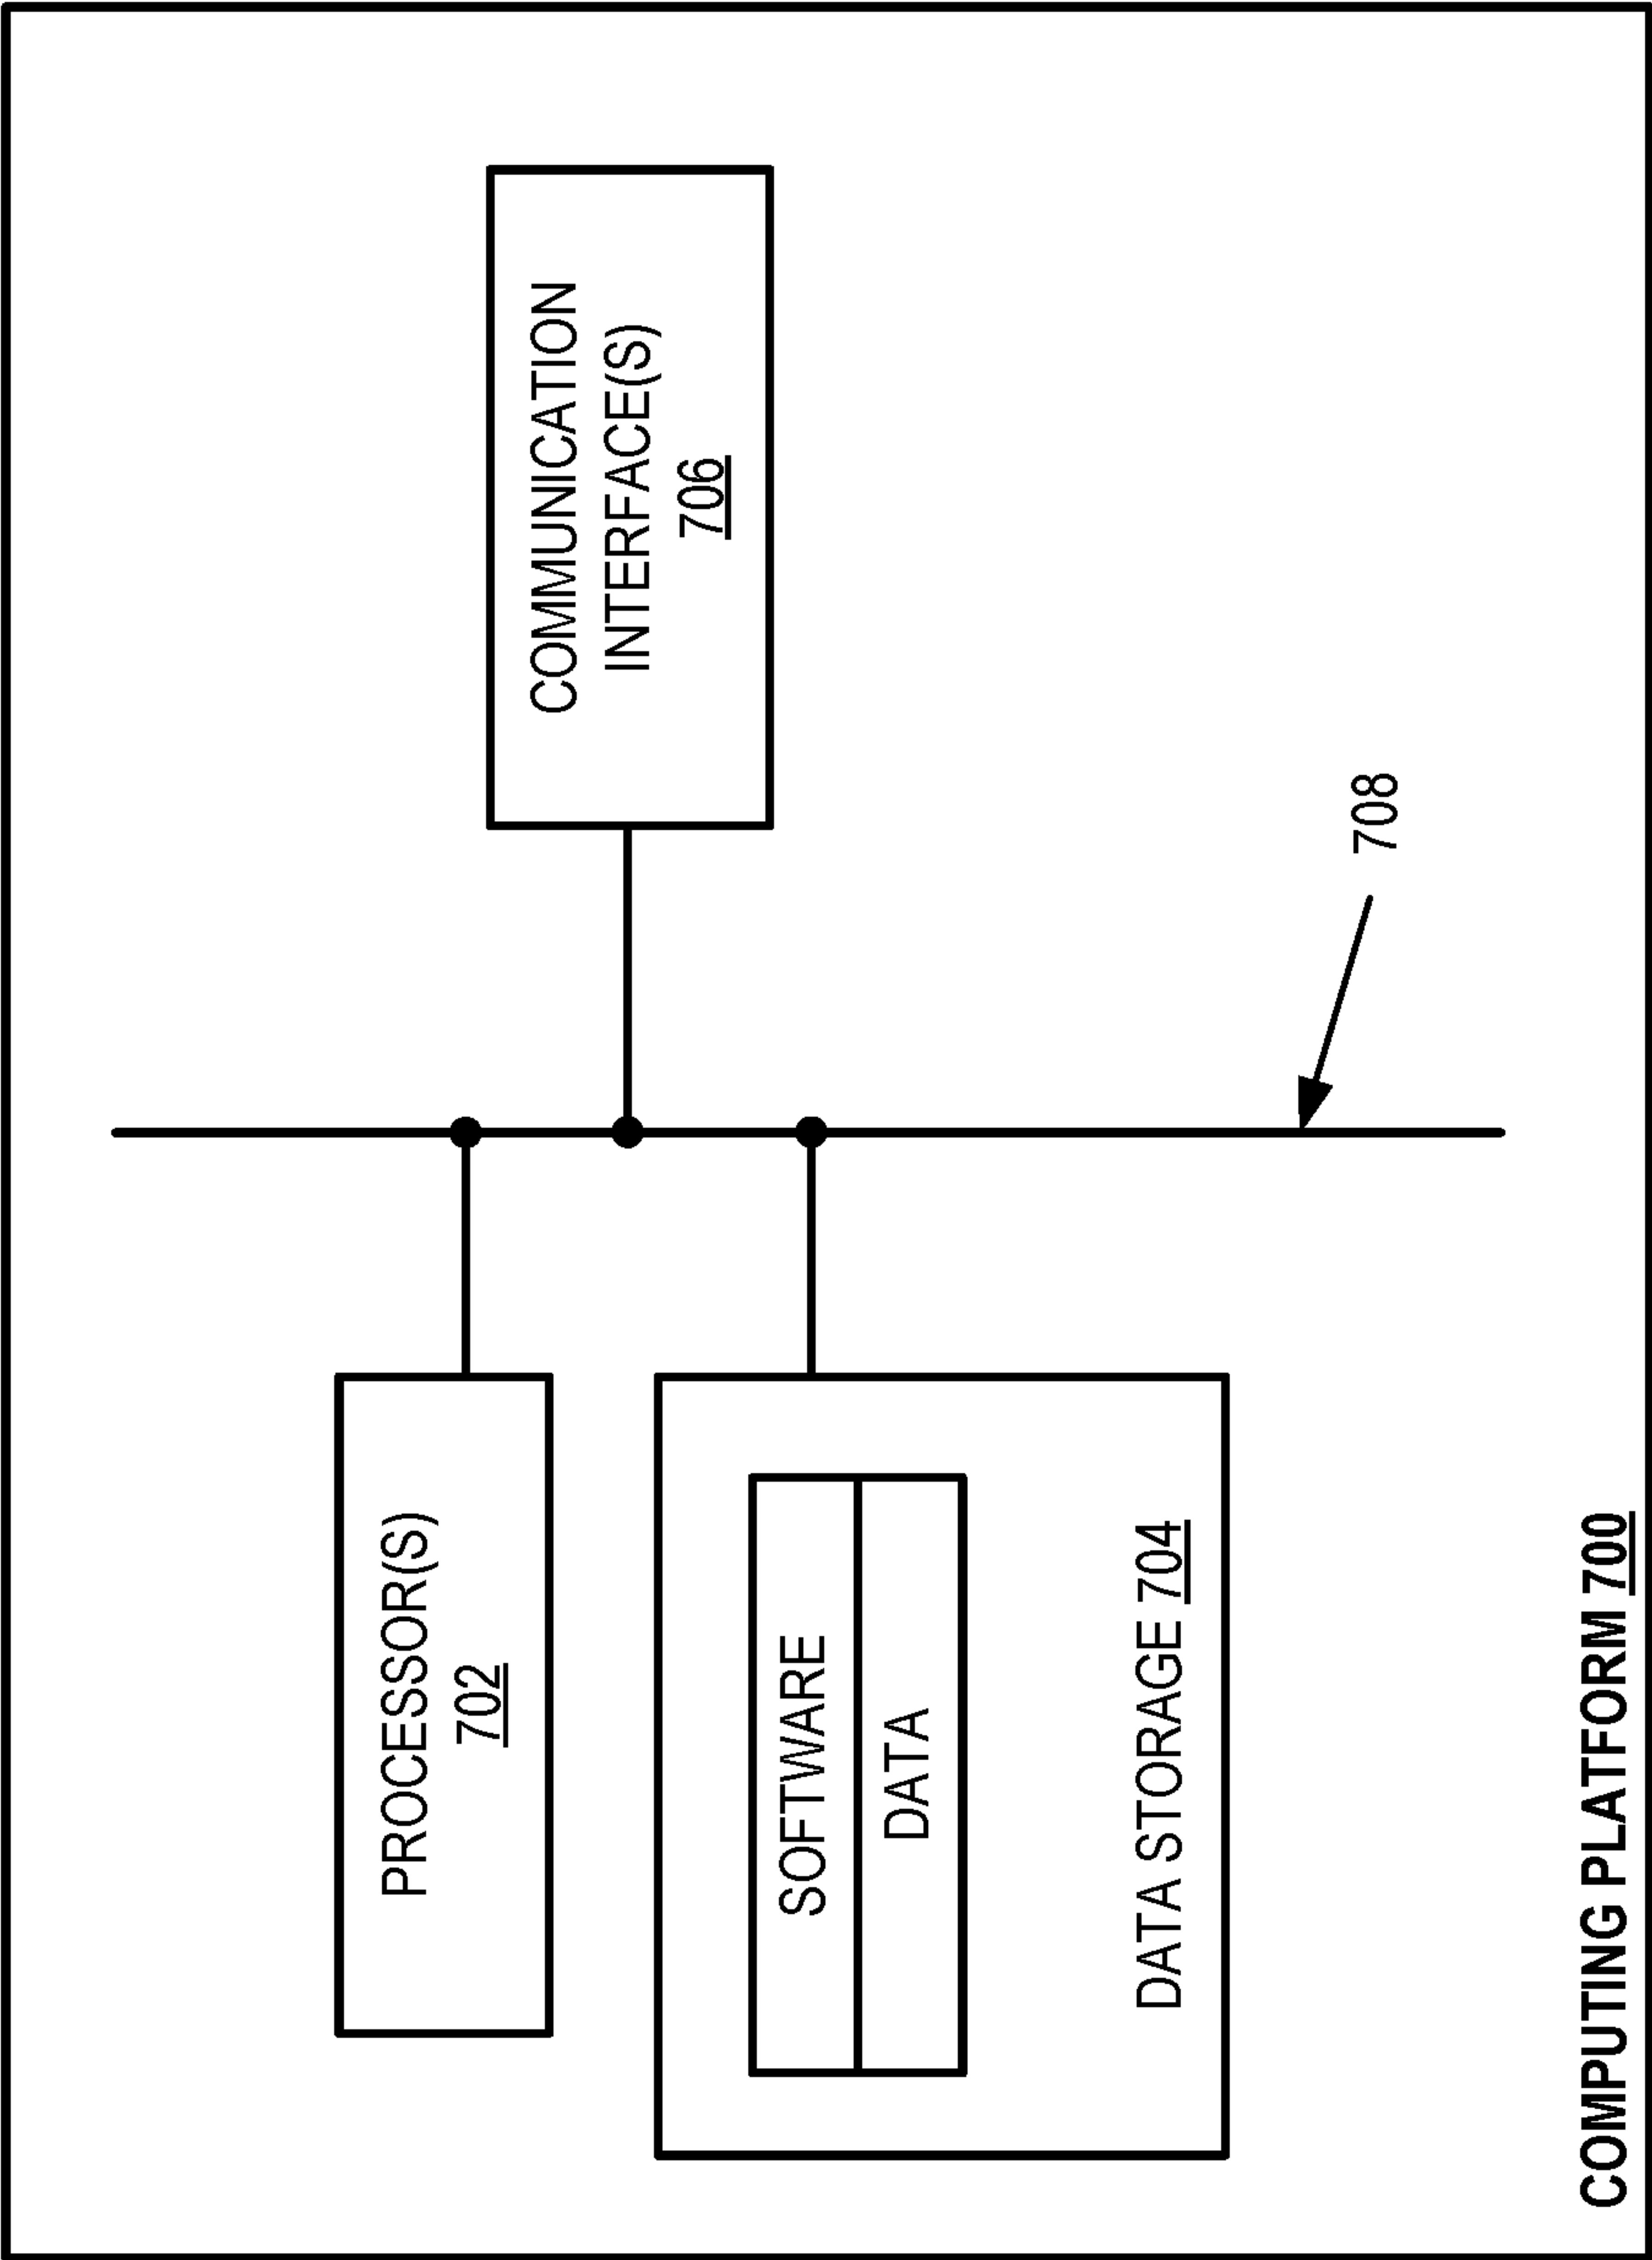 PROCESSOR(S)
702
COMMUNICATION
INTERFACE(S)
706
SOFTWARE
DATA
DATA STORAGE 704
708
COMPUTING PLATFORM 700